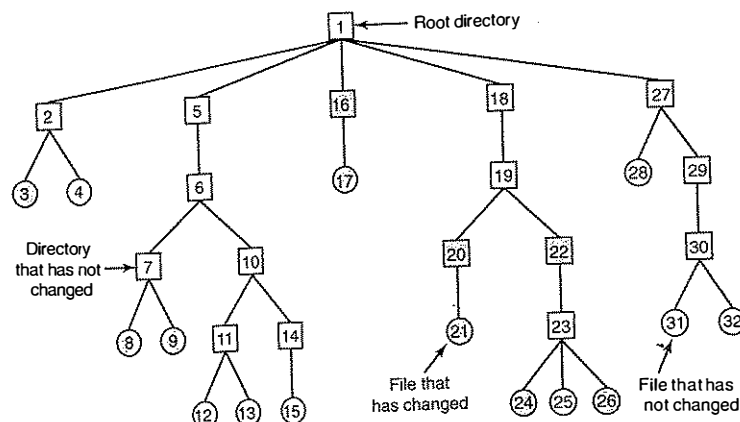 1 Root directory
2 5 16 18 27
3 4 6 17 19 28 29
Directory
that has not
changed
7 10 20 22 30
8 9 11 14 21 23 31 32
12 13 15 24 25 26
File that
has changed
File that has
not changed